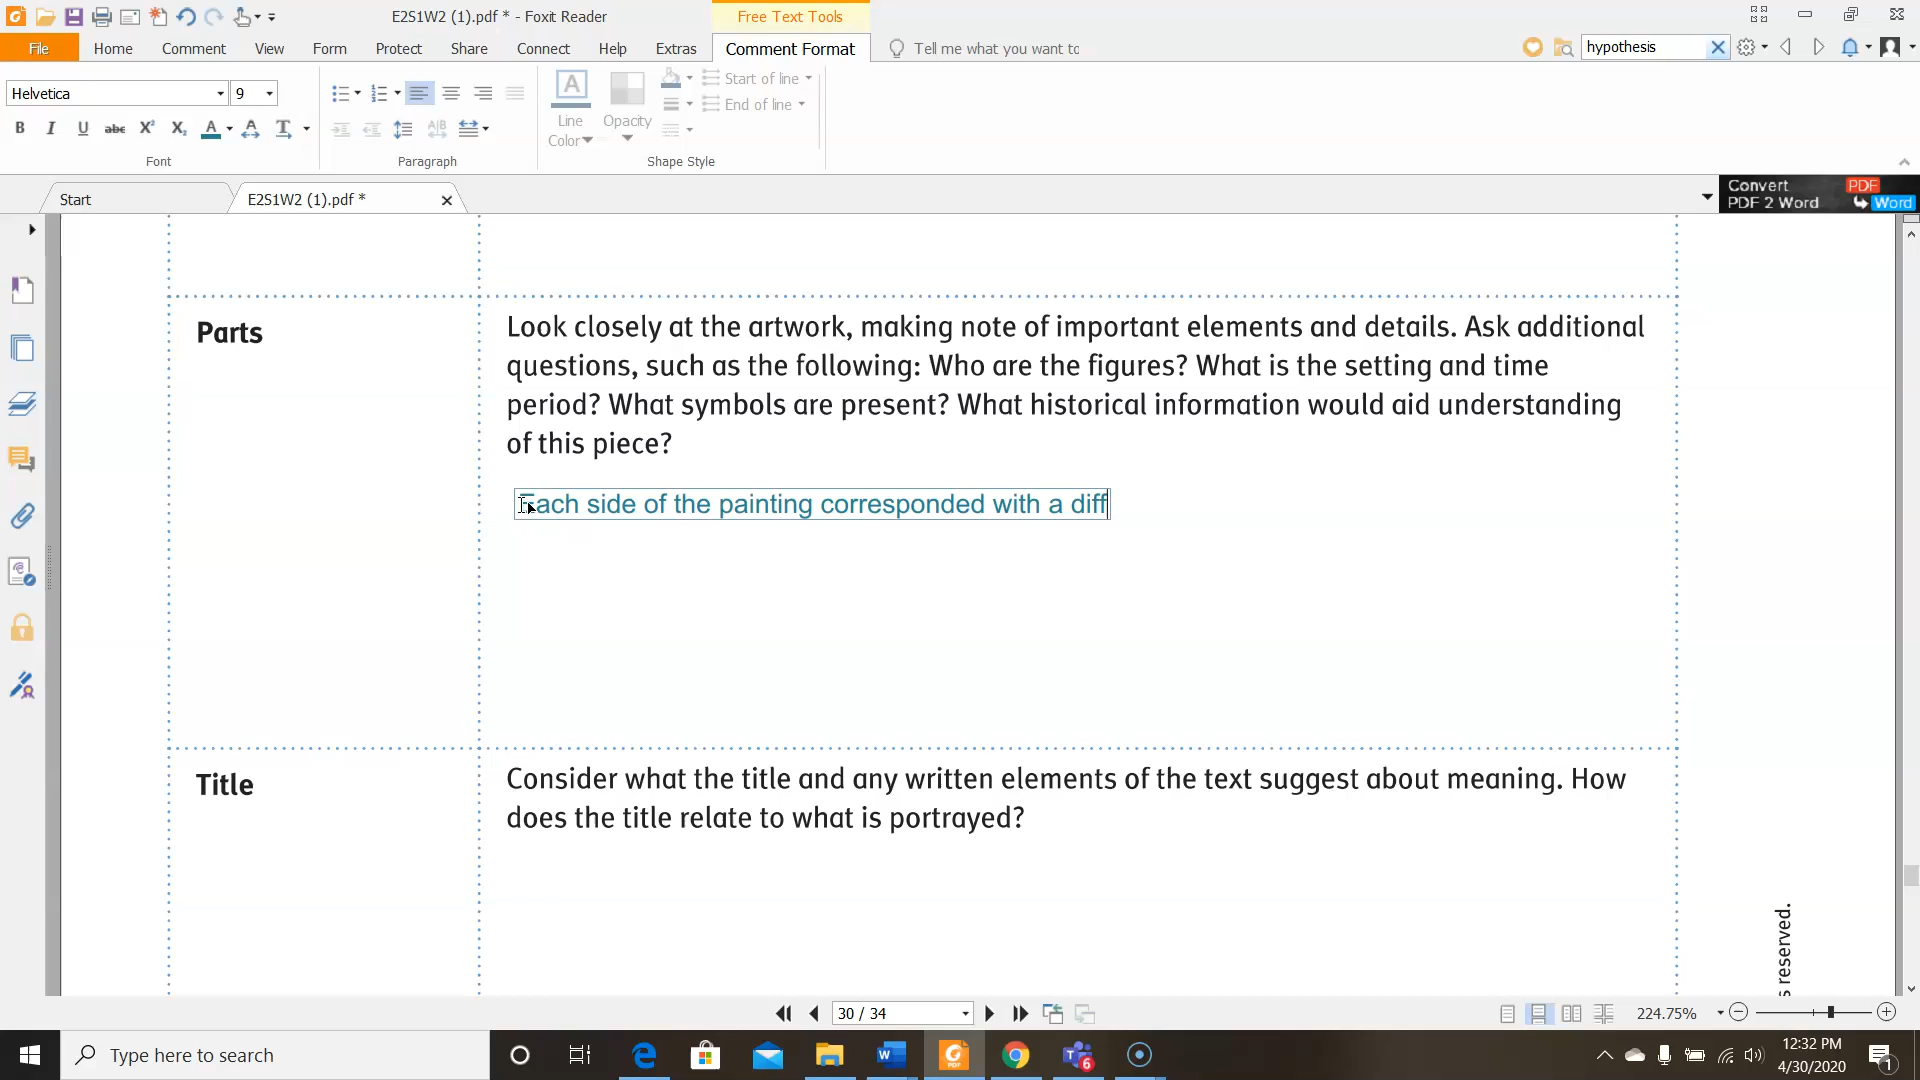 E2S1W2 (1).pdf * - Foxit Reader
Free Text Tools
File Home Comment View Form Protect Share Connect Help Extras Comment Format Tell me what you want to hypothesis
Helvetica 9 Start of line
Line Color Opacity End of line
B I U abc X² X₂ A A T
Font Paragraph Shape Style
Start E2S1W2 (1).pdf * Convert PDF 2 Word PDF Word
Parts
Look closely at the artwork, making note of important elements and details. Ask additional
questions, such as the following: Who are the figures? What is the setting and time
period? What symbols are present? What historical information would aid understanding
of this piece?
Each side of the painting corresponded with a diff
Title
Consider what the title and any written elements of the text suggest about meaning. How
does the title relate to what is portrayed?
s reserved.
30 / 34 224.75%
Type here to search 6 12:32 PM
4/30/2020 1